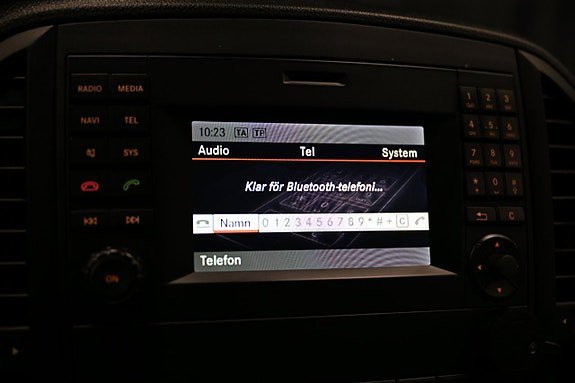 RADIO MEDIA
NAVI TEL
SYS
ON
10:23 TA TP
Audio Tel System
Klar för Bluetooth-telefoni...
Namn 0 1 2 3 4 5 6 7 8 9 * # + C
Telefon
1 2 3
4 5 6
7 8 9
* 0 #
C